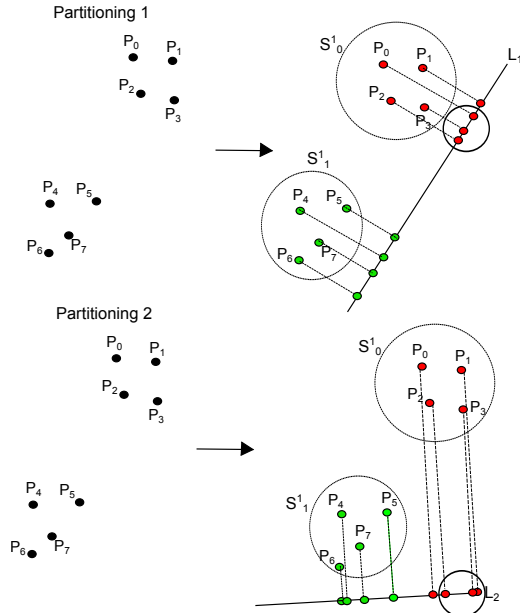 Partitioning 1
P0 P1
P2
P3
P4 P5
P6 P7
S¹0
P0 P1
P2 P3
L1
S¹1
P4 P5
P6 P7
Partitioning 2
P0 P1
P2 P3
P4 P5
P6 P7
S¹0
P0 P1
P2 P3
S¹1
P4 P5
P7
P6
L2